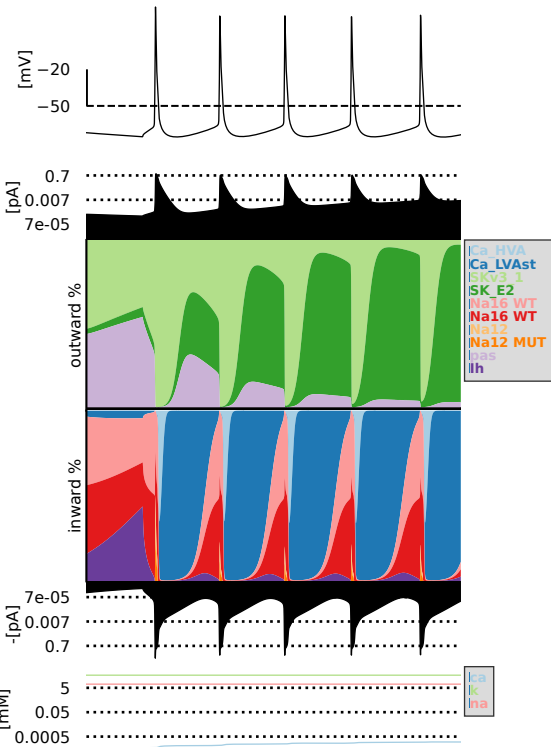 [mV]
−20
−50
[pA]
0.7
0.007
7e-05
outward %
Ca_HVA
Ca_LVAst
SKv3_1
SK_E2
Na16 WT
Na16 WT
Na12
Na12 MUT
pas
Ih
inward %
-[pA]
7e-05
0.007
0.7
[mM]
5
0.05
0.0005
ca
k
na